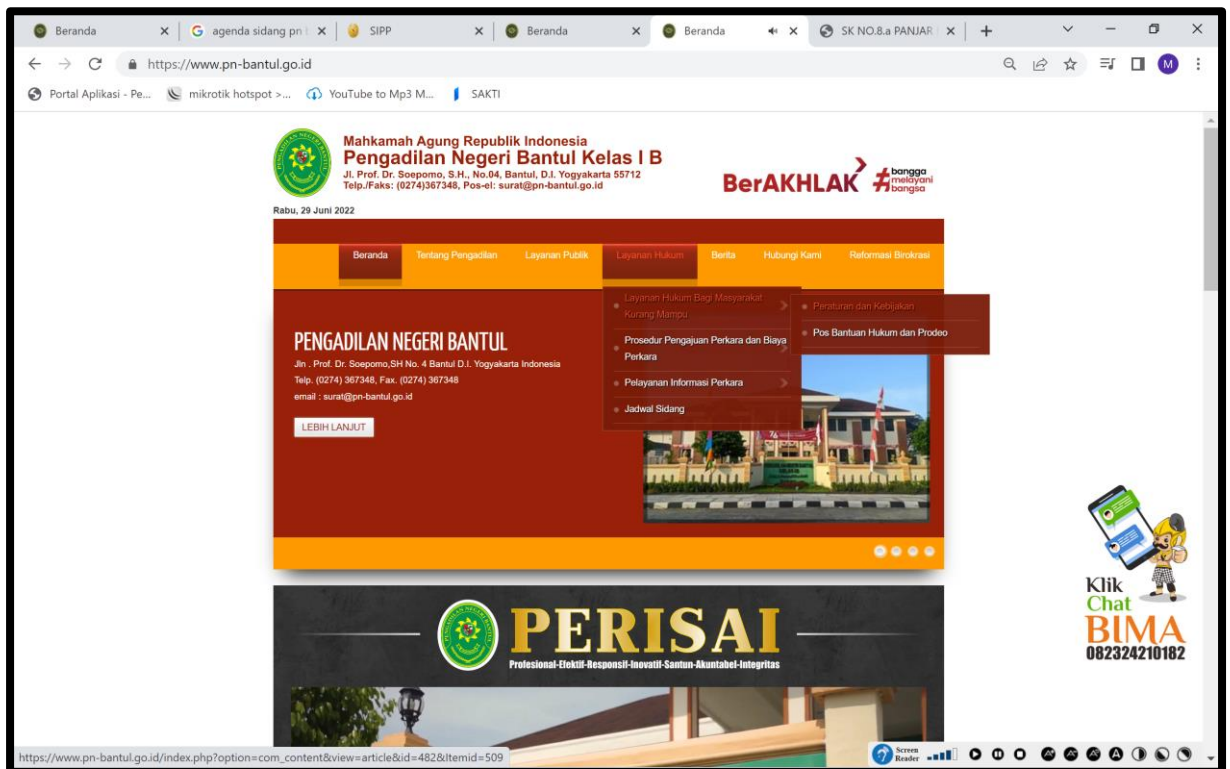 Beranda
agenda sidang pn
SIPP
Beranda
Beranda
SK NO.8.a PANJAR
https://www.pn-bantul.go.id
M
Portal Aplikasi - Pe...
mikrotik hotspot >...
YouTube to Mp3 M...
SAKTI
Mahkamah Agung Republik Indonesia
Pengadilan Negeri Bantul Kelas I B
Jl. Prof. Dr. Soepomo, S.H., No.04, Bantul, D.I. Yogyakarta 55712
Telp./Faks: (0274)367348, Pos-el: surat@pn-bantul.go.id
BerAKHLAK
#bangga
melayani
bangsa
Rabu, 29 Juni 2022
Beranda
Tentang Pengadilan
Layanan Publik
Layanan Hukum
Berita
Hubungi Kami
Reformasi Birokrasi
Layanan Hukum Bagi Masyarakat
Kurang Mampu
Prosedur Pengajuan Perkara dan Biaya
Perkara
Pelayanan Informasi Perkara
Jadwal Sidang
Peraturan dan Kebijakan
Pos Bantuan Hukum dan Prodeo
PENGADILAN NEGERI BANTUL
Jln . Prof. Dr. Soepomo,SH No. 4 Bantul D.I. Yogyakarta Indonesia
Telp. (0274) 367348, Fax. (0274) 367348
email : surat@pn-bantul.go.id
LEBIH LANJUT
Klik
Chat
BIMA
082324210182
PERISAI
Profesional-Efektif-Responsif-Inovatif-Santun-Akuntabel-Integritas
https://www.pn-bantul.go.id/index.php?option=com_content&view=article&id=482&Itemid=509
Screen
Reader